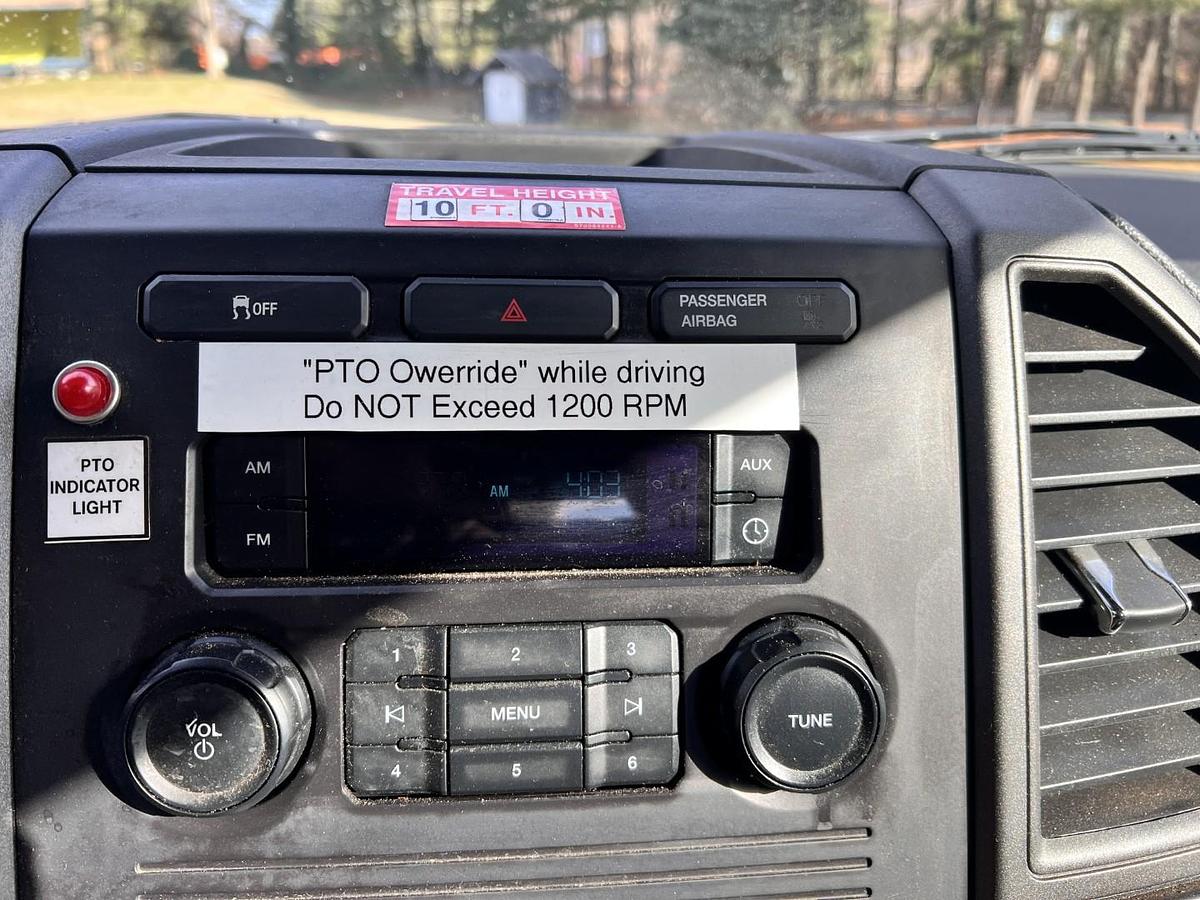 TRAVEL HEIGHT
10 FT. 0 IN.
OFF
PASSENGER
AIRBAG
OFF
"PTO Owerride" while driving
Do NOT Exceed 1200 RPM
PTO
INDICATOR
LIGHT
AM
FM
AM 4:03
AUX
VOL
1 2 3
MENU
4 5 6
TUNE